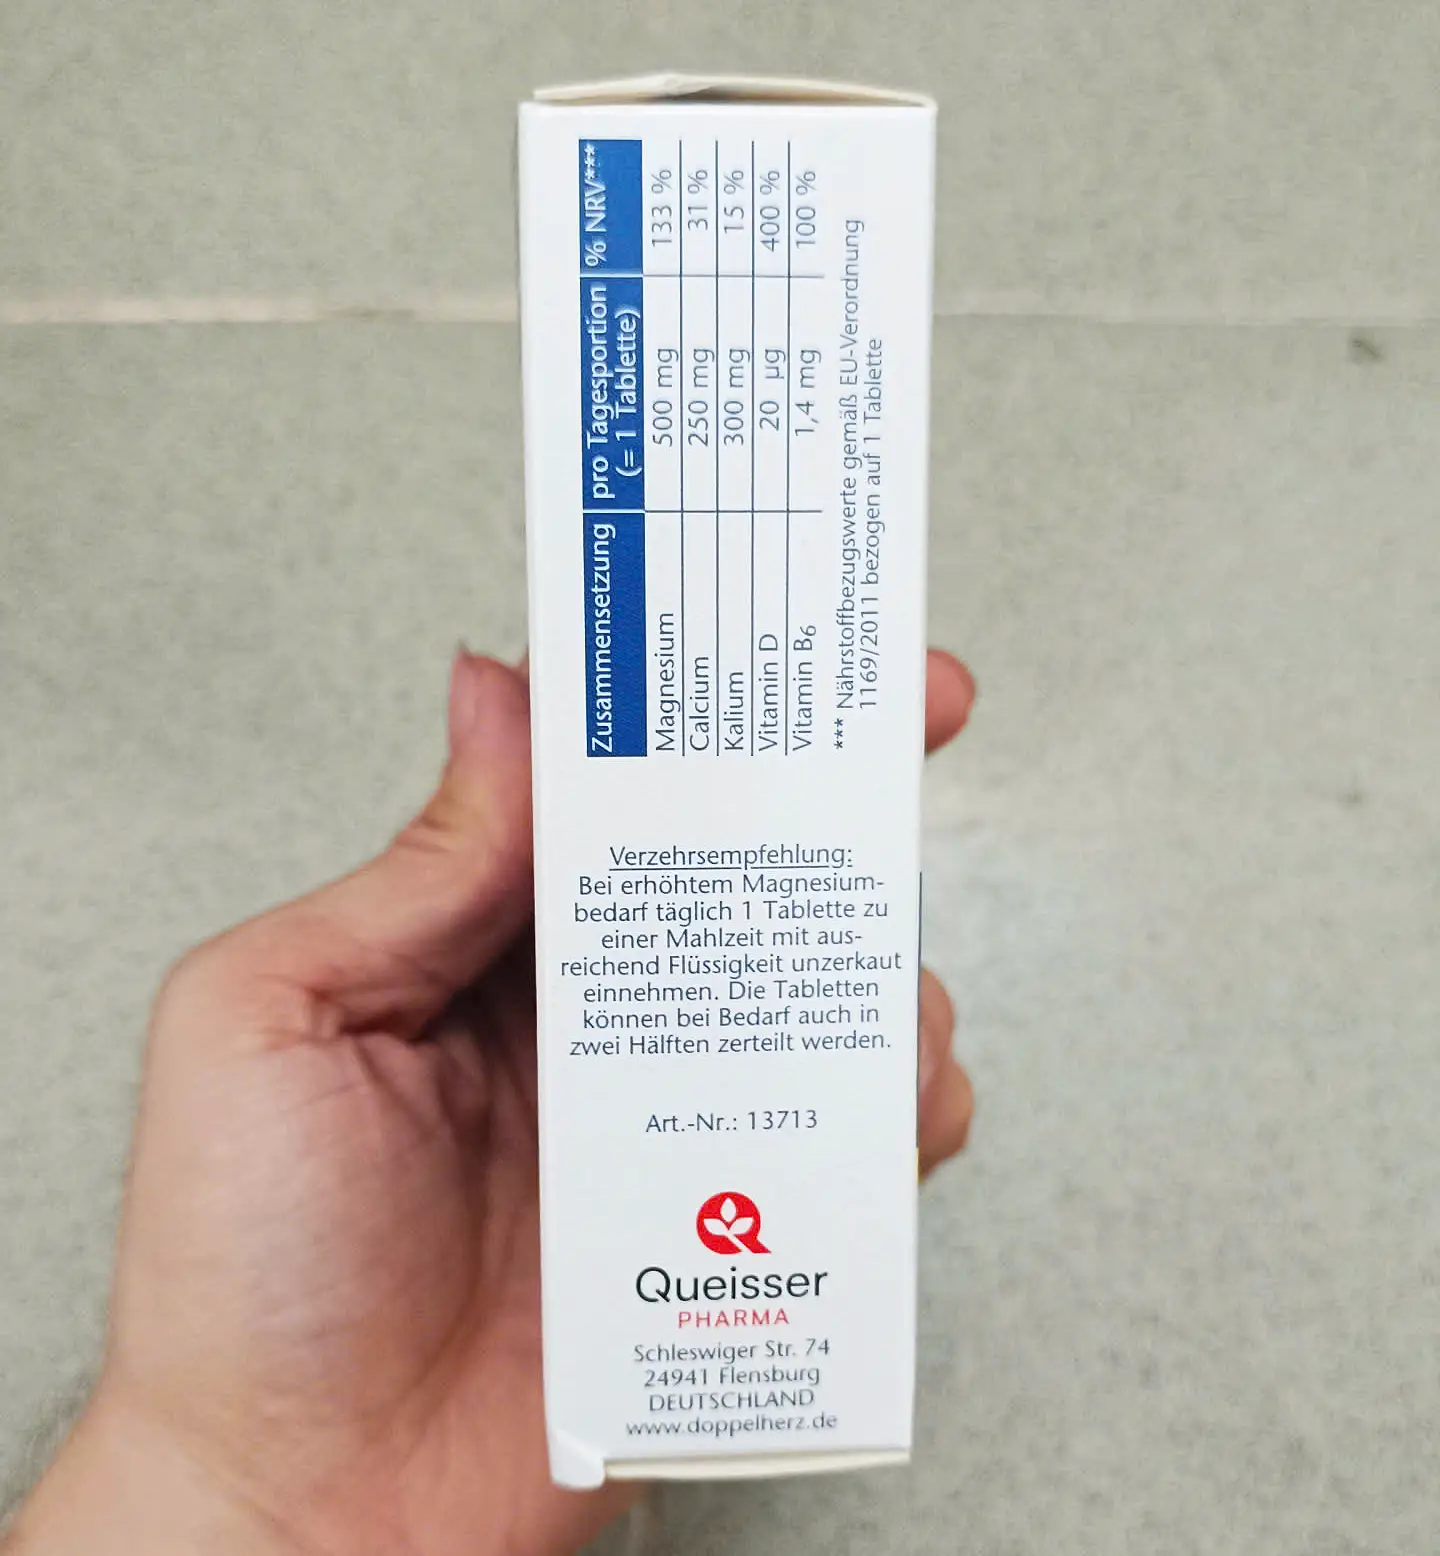 Zusammensetzung pro Tagesportion % NRV***
(= 1 Tablette)
Magnesium 500 mg 133 %
Calcium 250 mg 31 %
Kalium 300 mg 15 %
Vitamin D 20 µg 400 %
Vitamin B6 1,4 mg 100 %
*** Nährstoffbezugswerte gemäß EU-Verordnung
1169/2011 bezogen auf 1 Tablette
Verzehrsempfehlung:
Bei erhöhtem Magnesium-
bedarf täglich 1 Tablette zu
einer Mahlzeit mit aus-
reichend Flüssigkeit unzerkaut
einnehmen. Die Tabletten
können bei Bedarf auch in
zwei Hälften zerteilt werden.
Art.-Nr.: 13713
Queisser
PHARMA
Schleswiger Str. 74
24941 Flensburg
DEUTSCHLAND
www.doppelherz.de